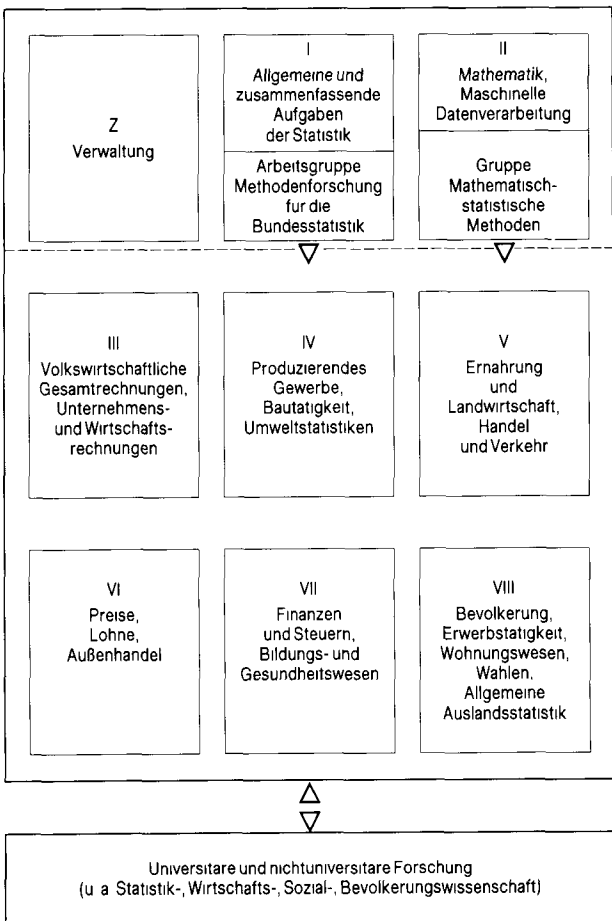 Z
Verwaltung
I
Allgemeine und
zusammenfassende
Aufgaben
der Statistik
Arbeitsgruppe
Methodenforschung
fur die
Bundesstatistik
II
Mathematik,
Maschinelle
Datenverarbeitung
Gruppe
Mathematisch-
statistische
Methoden
III
Volkswirtschaftliche
Gesamtrechnungen,
Unternehmens-
und Wirtschafts-
rechnungen
IV
Produzierendes
Gewerbe,
Bautatigkeit,
Umweltstatistiken
V
Ernahrung
und
Landwirtschaft,
Handel
und Verkehr
VI
Preise,
Lohne,
Außenhandel
VII
Finanzen
und Steuern,
Bildungs- und
Gesundheitswesen
VIII
Bevolkerung,
Erwerbstatigkeit,
Wohnungswesen,
Wahlen,
Allgemeine
Auslandsstatistik
Universitare und nichtuniversitare Forschung
(u a Statistik-, Wirtschafts-, Sozial-, Bevolkerungswissenschaft)